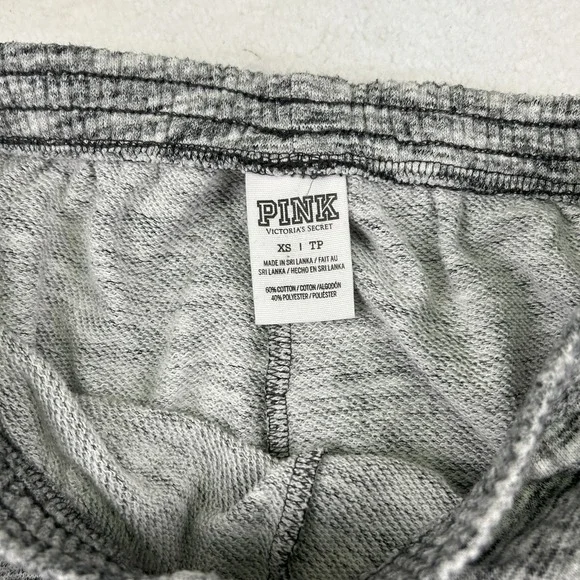 PINK
VICTORIA'S SECRET
XS | TP
MADE IN SRI LANKA / FAIT AU
SRI LANKA / HECHO EN SRI LANKA
60% COTTON / COTON / ALGODÓN
40% POLYESTER / POLIÉSTER